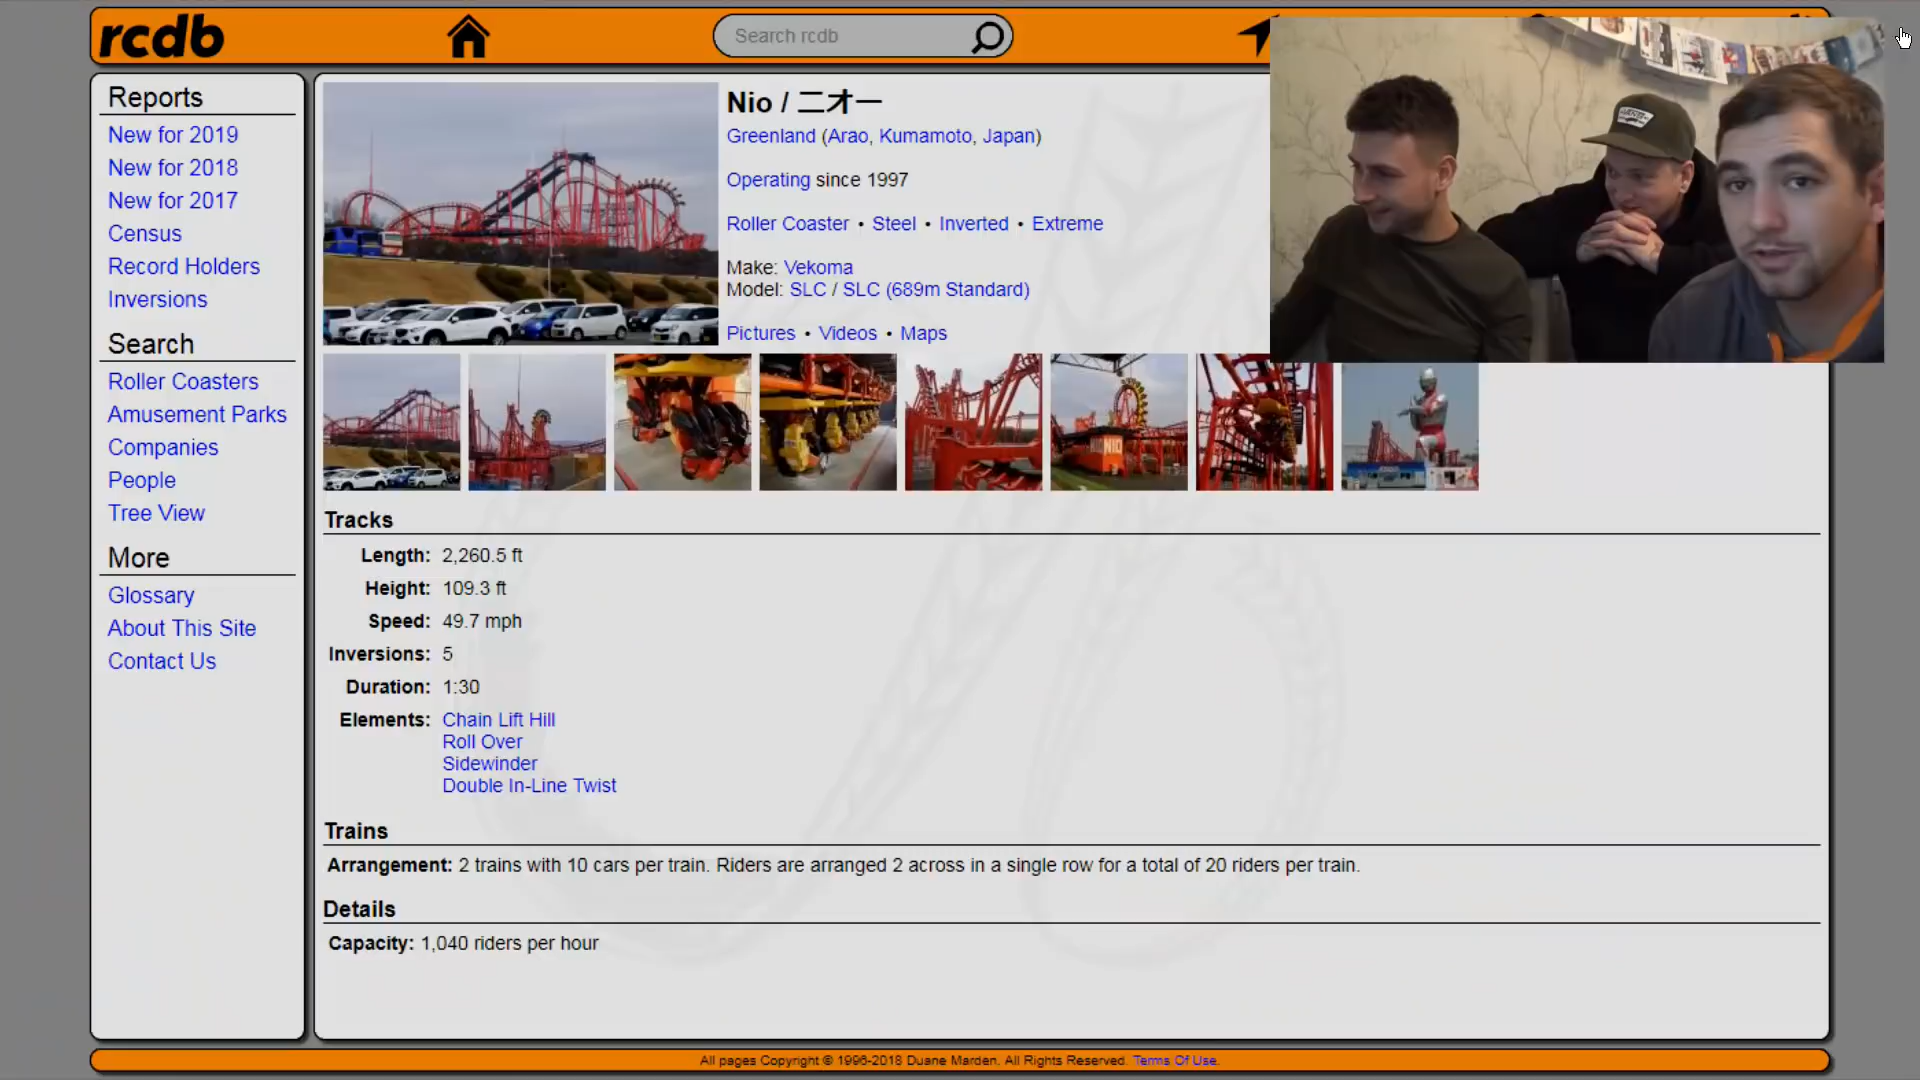 rcdb
Search rcdb
Reports
New for 2019
New for 2018
New for 2017
Census
Record Holders
Inversions
Search
Roller Coasters
Amusement Parks
Companies
People
Tree View
More
Glossary
About This Site
Contact Us
Nio / 二オー
Greenland (Arao, Kumamoto, Japan)
Operating since 1997
Roller Coaster • Steel • Inverted • Extreme
Make: Vekoma
Model: SLC / SLC (689m Standard)
Pictures • Videos • Maps
NIO
Tracks
Length: 2,260.5 ft
Height: 109.3 ft
Speed: 49.7 mph
Inversions: 5
Duration: 1:30
Elements: Chain Lift Hill
Roll Over
Sidewinder
Double In-Line Twist
Trains
Arrangement: 2 trains with 10 cars per train. Riders are arranged 2 across in a single row for a total of 20 riders per train.
Details
Capacity: 1,040 riders per hour
All pages Copyright © 1996-2018 Duane Marden. All Rights Reserved. Terms Of Use.